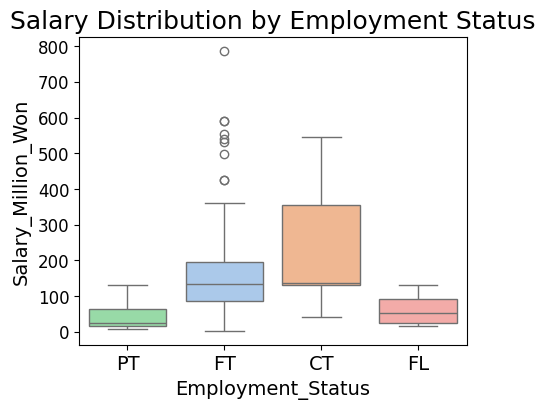 Salary Distribution by Employment Status
800
700
600
500
400
300
200
100
0
Salary_Million_Won
PT FT CT FL
Employment_Status